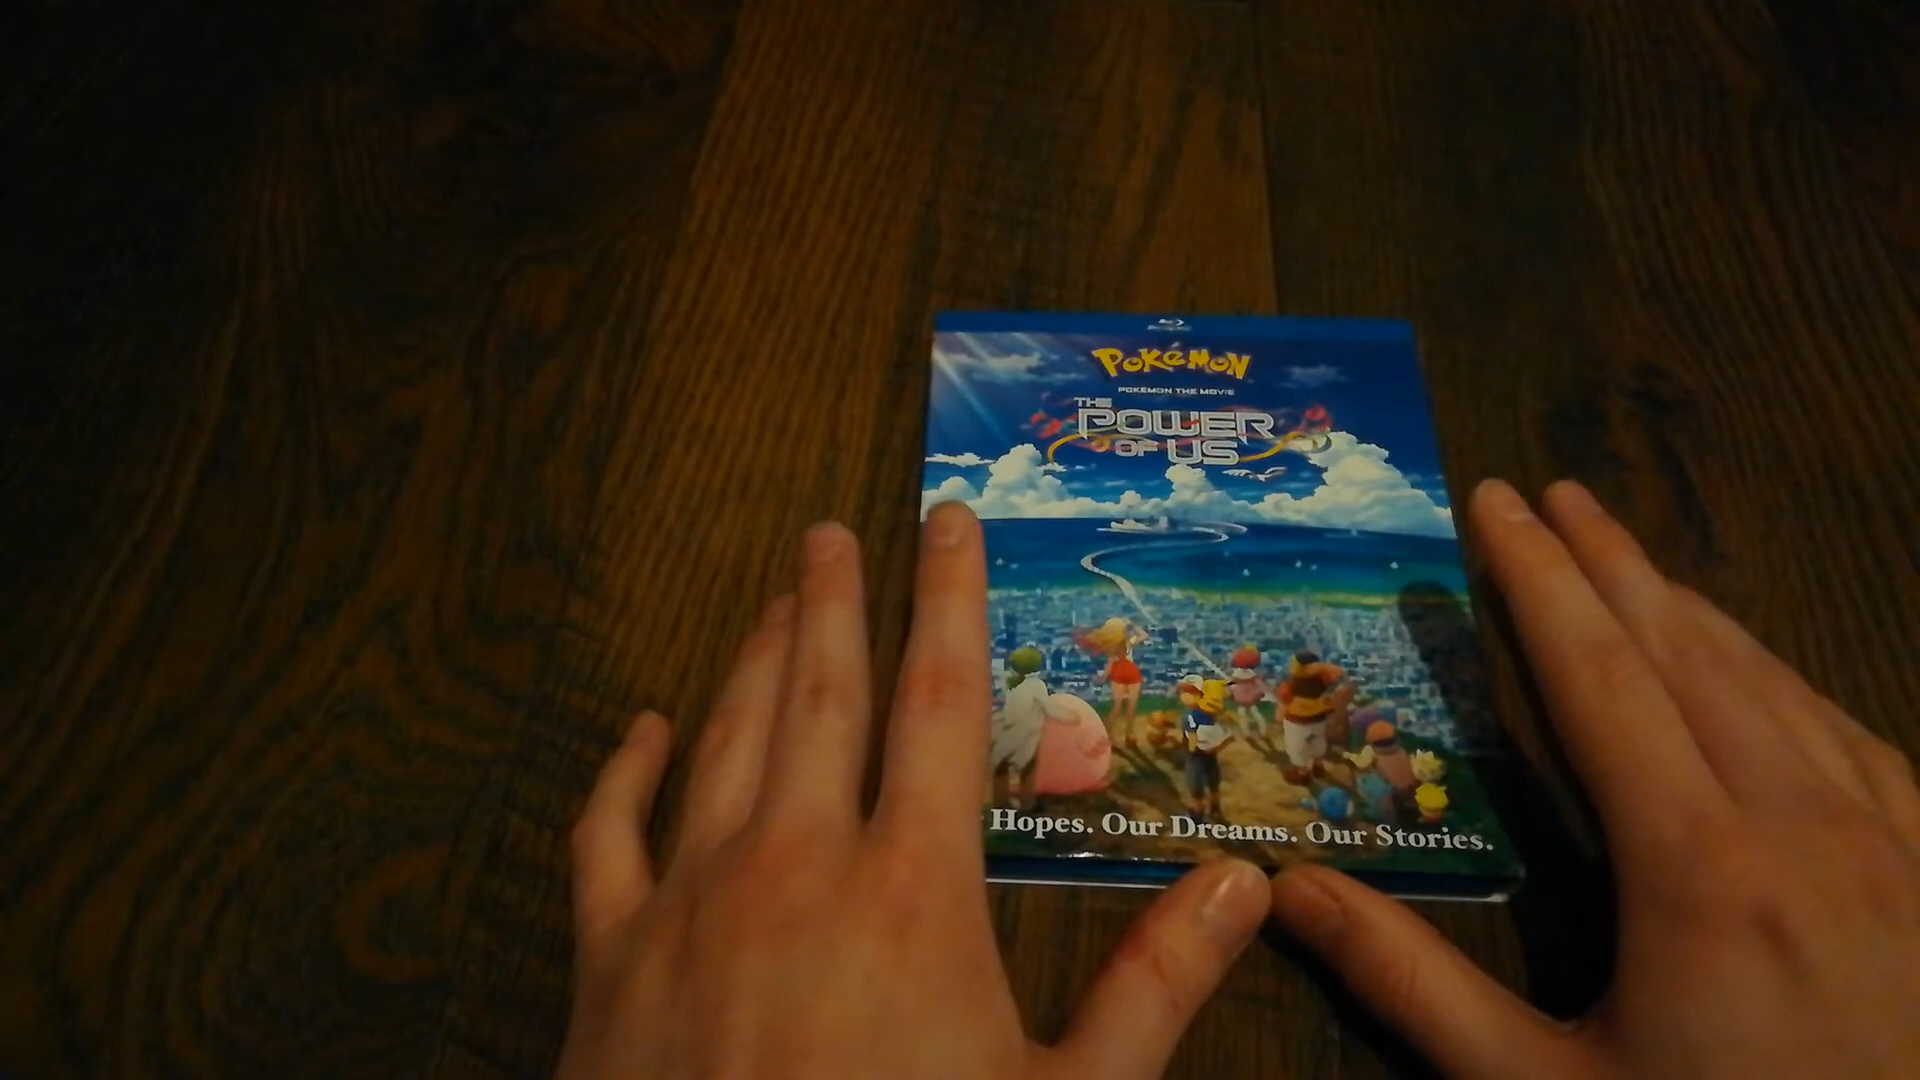 POKéMON
POKÉMON THE MOVIE
THE
POWER
OF US
Hopes. Our Dreams. Our Stories.